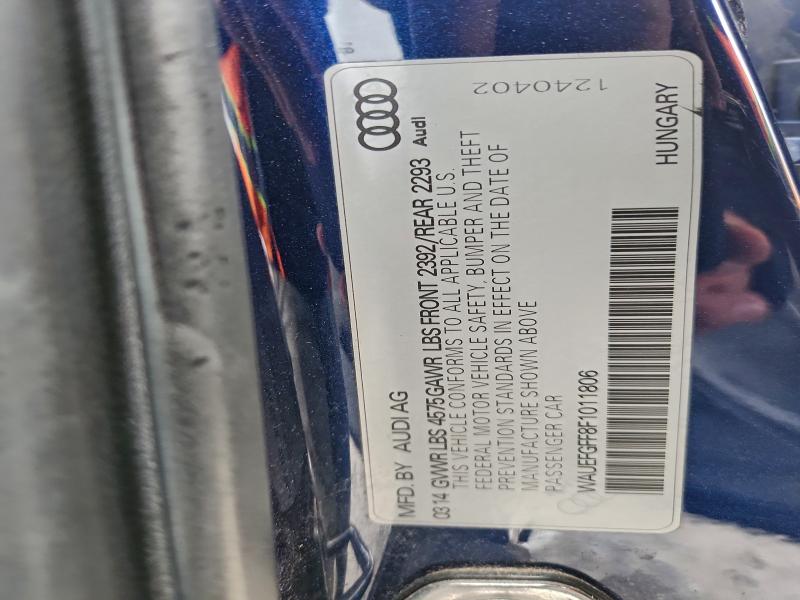 MFD. BY AUDI AG
03 14 GWWR LBS 4575 GAWR LBS FRONT 2392/REAR 2293
Audi
THIS VEHICLE CONFORMS TO ALL APPLICABLE U.S.
FEDERAL MOTOR VEHICLE SAFETY, BUMPER AND THEFT
PREVENTION STANDARDS IN EFFECT ON THE DATE OF
MANUFACTURE SHOWN ABOVE
PASSENGER CAR
1240402
WAUEFGFF8F1011806
HUNGARY